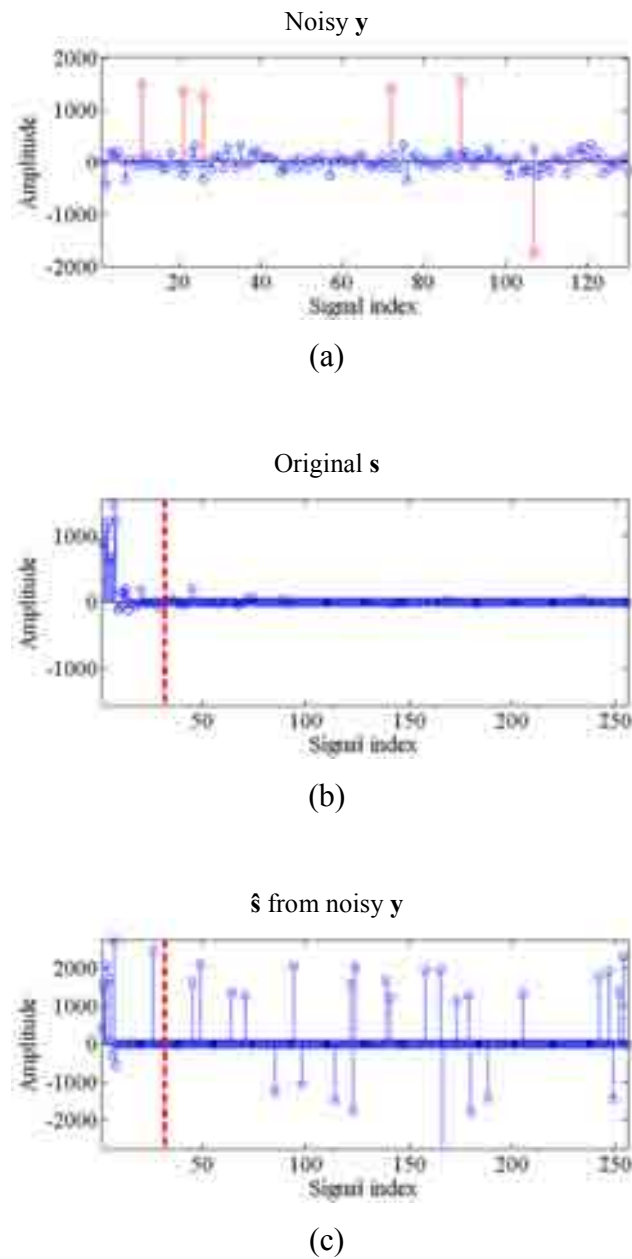 Noisy y
2000
1000
0
-1000
-2000
Amplitude
20 40 60 80 100 120
Signal index
(a)
Original s
1000
0
-1000
Amplitude
50 100 150 200 250
Signal index
(b)
ŝ from noisy y
2000
1000
0
-1000
-2000
Amplitude
50 100 150 200 250
Signal index
(c)